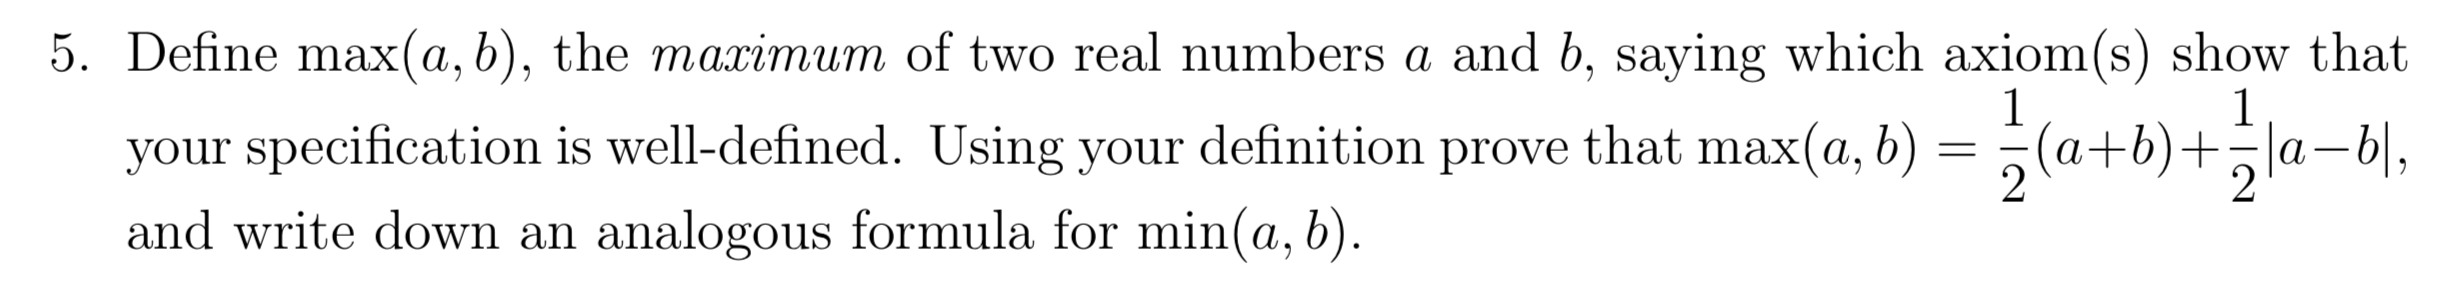 5. Define max(a, b), the maximum of two real numbers a and b, saying which axiom(s) show that
your specification is well-defined. Using your definition prove that max(a, b) = \frac{1}{2}(a+b)+\frac{1}{2}|a−b|,
and write down an analogous formula for min(a, b).